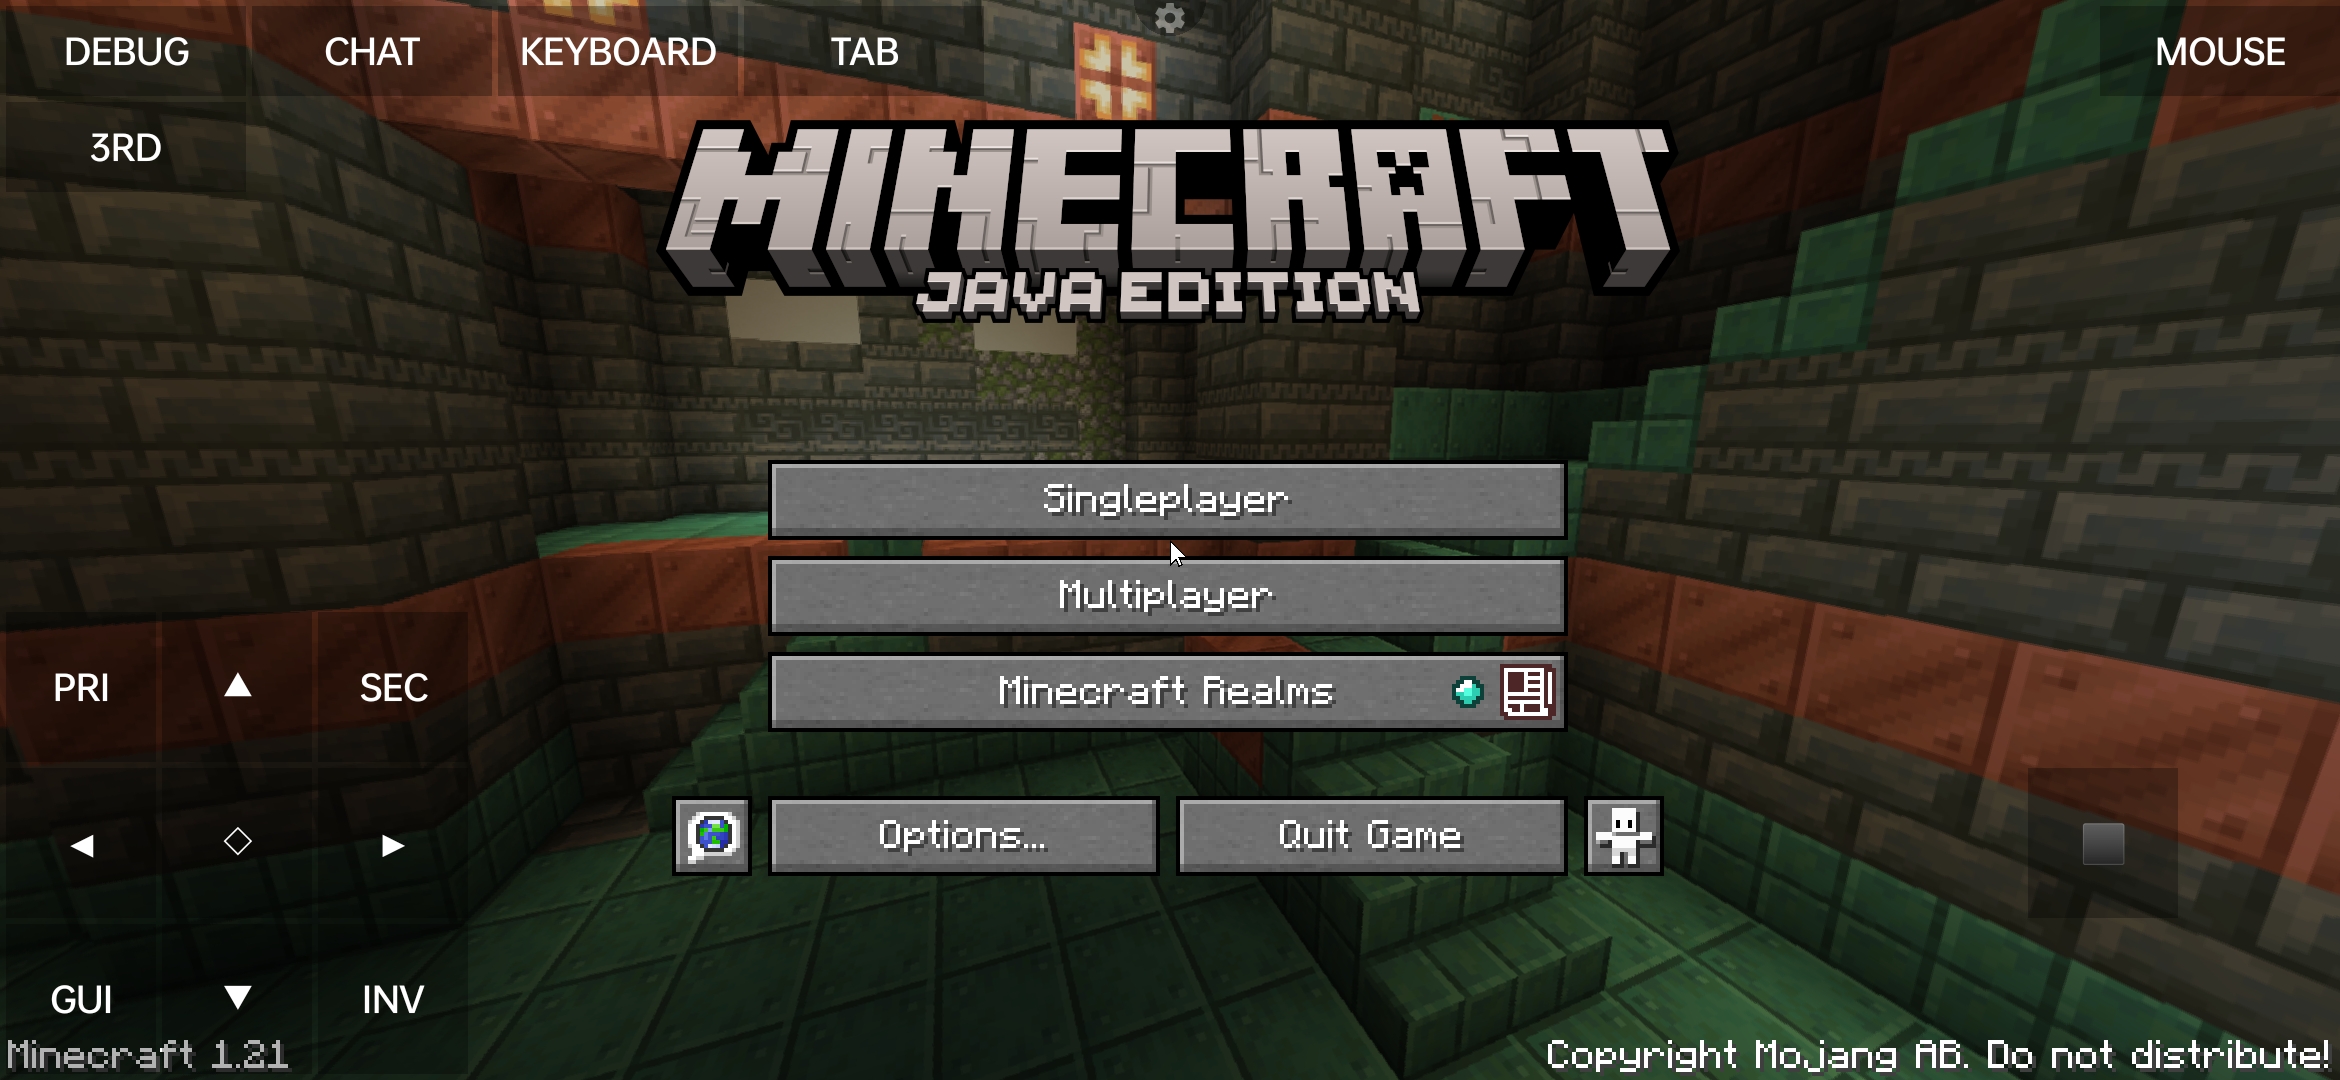 DEBUG CHAT KEYBOARD TAB MOUSE
3RD
MINECRAFT
JAVA EDITION
Singleplayer
Multiplayer
Minecraft Realms
PRI ▲ SEC
◀ ◇ ▶
Options...
Quit Game
GUI ▼ INV
Minecraft 1.21
Copyright Mojang AB. Do not distribute!